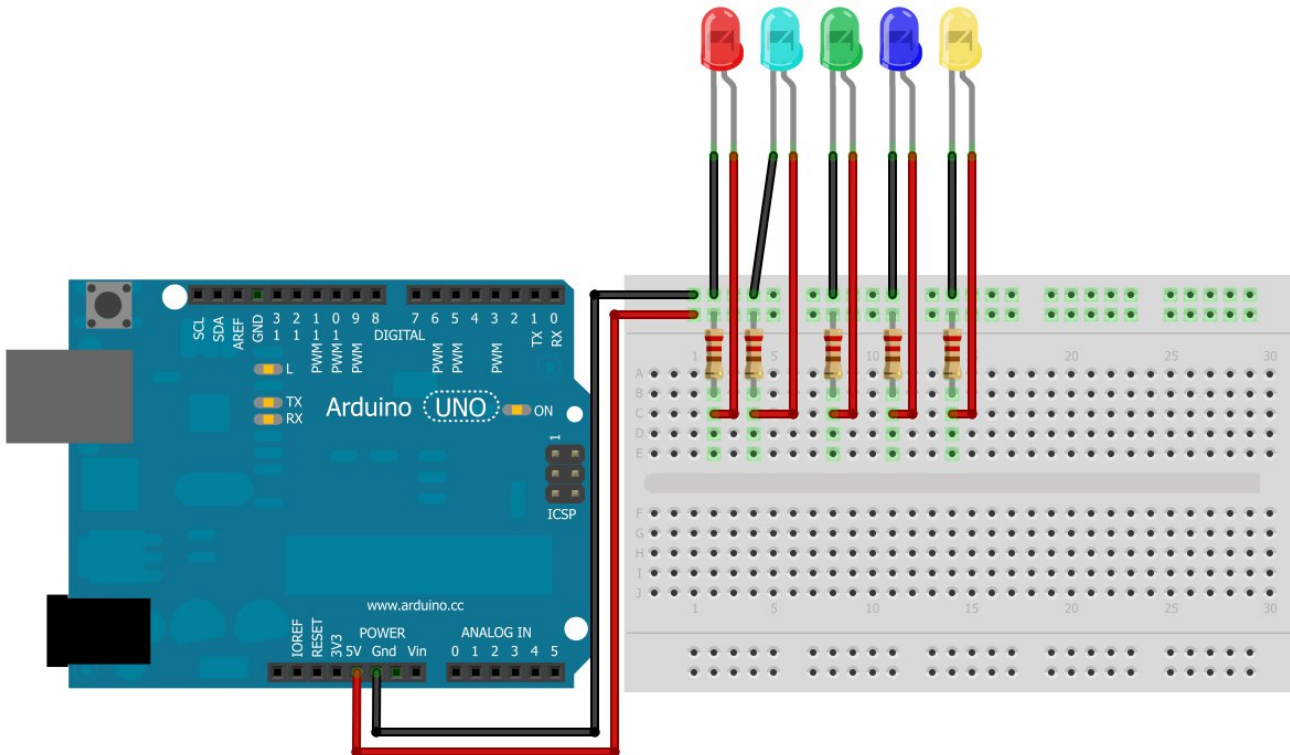 SCL
SDA
AREF
GND
13
12
PWM 11
PWM 10
PWM 9
8
7
PWM 6
PWM 5
4
PWM 3
2
TX 1
RX 0
DIGITAL
L
TX
RX
Arduino UNO
ON
1
ICSP
www.arduino.cc
POWER
ANALOG IN
IOREF
RESET
3V3
5V Gnd Vin
0 1 2 3 4 5
1 5 10 15 20 25 30
A
B
C
D
E
F
G
H
I
J
1 5 10 15 20 25 30